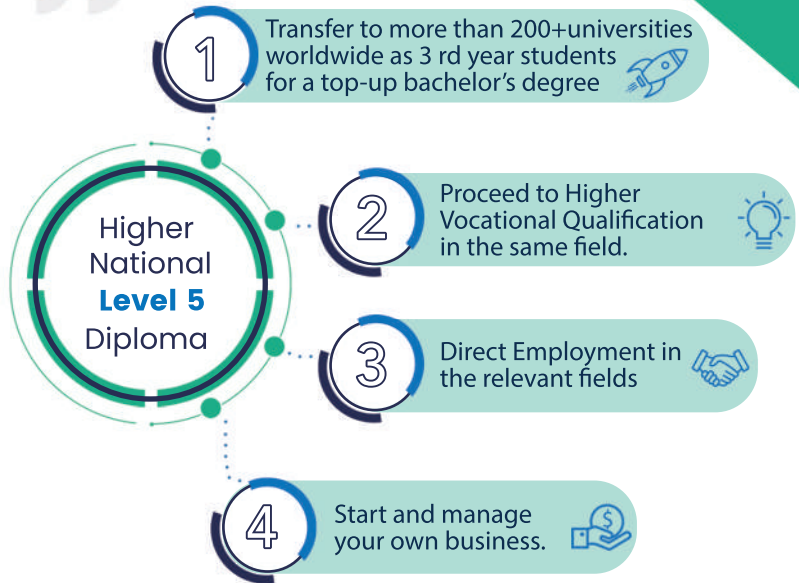 1
Transfer to more than 200+universities
worldwide as 3 rd year students
for a top-up bachelor’s degree
Higher
National
Level 5
Diploma
2
Proceed to Higher
Vocational Qualification
in the same field.
3
Direct Employment in
the relevant fields
4
Start and manage
your own business.
$